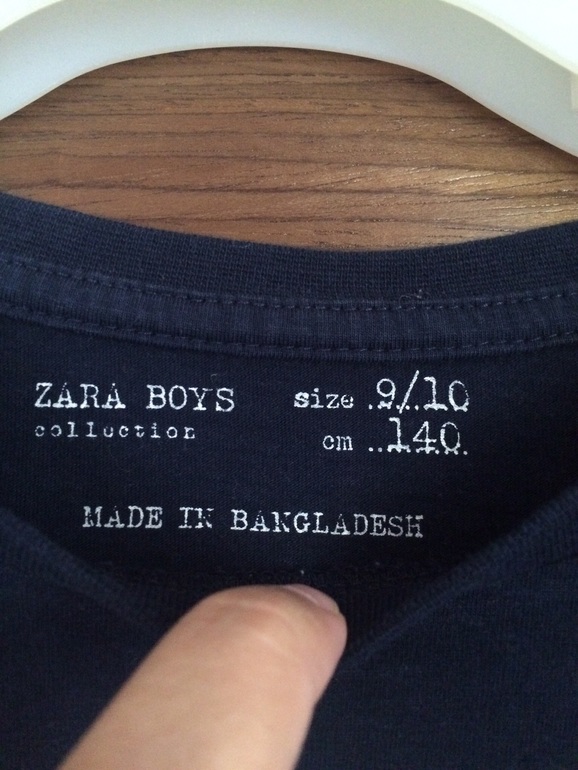 ZARA BOYS size 9/10
collection cm 140
MADE IN BANGLADESH